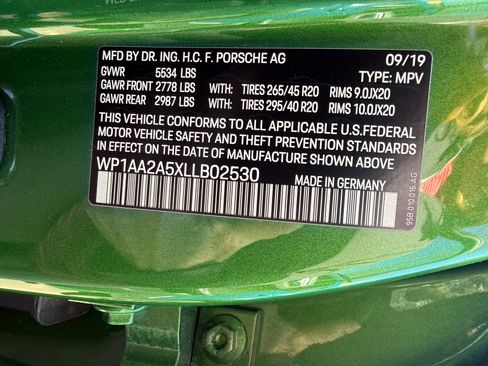 MFD BY DR. ING. H.C. F. PORSCHE AG 09/19
GVWR 5534 LBS TYPE: MPV
GAWR FRONT 2778 LBS WITH: TIRES 265/45 R20 RIMS 9.0JX20
GAWR REAR 2987 LBS WITH: TIRES 295/40 R20 RIMS 10.0JX20
THIS VEHICLE CONFORMS TO ALL APPLICABLE U.S.FEDERAL
MOTOR VEHICLE SAFETY AND THEFT PREVENTION STANDARDS
IN EFFECT ON THE DATE OF MANUFACTURE SHOWN ABOVE
WP1AA2A5XLLB02530 MADE IN GERMANY
95B 010 016 AG